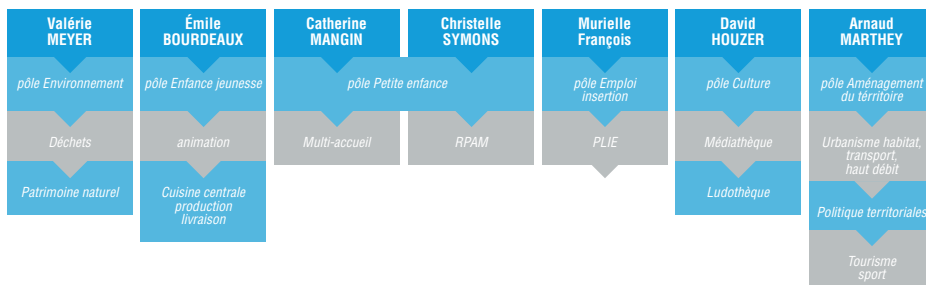 Valérie
MEYER
pôle Environnement
Déchets
Patrimoine naturel
Émile
BOURDEAUX
pôle Enfance jeunesse
animation
Cuisine centrale
production
livraison
Catherine
MANGIN
Christelle
SYMONS
pôle Petite enfance
Multi-accueil
RPAM
Murielle
François
pôle Emploi
insertion
PLIE
David
HOUZER
pôle Culture
Médiathèque
Ludothèque
Arnaud
MARTHEY
pôle Aménagement
du térritoire
Urbanisme habitat,
transport,
haut débit
Politique territoriales
Tourisme
sport